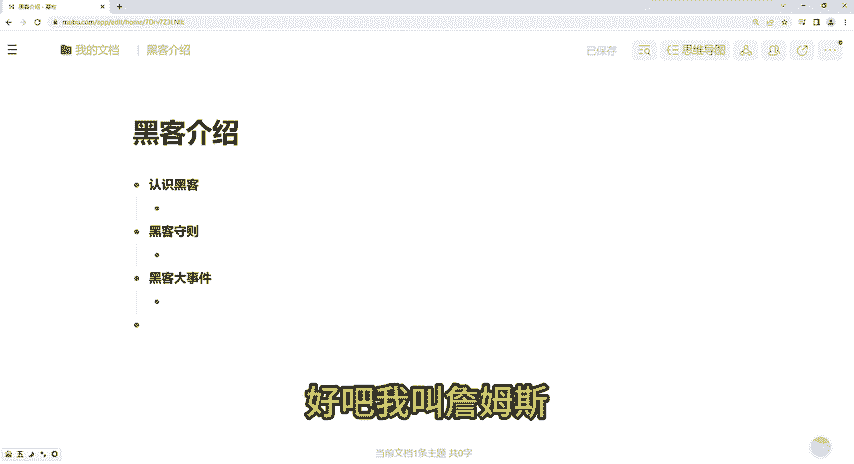 黑客介绍 - 幕布
mubu.com/app/edit/home/
我的文档 | 黑客介绍
已保存
思维导图
黑客介绍
认识黑客
黑客守则
黑客大事件
好吧我叫詹姆斯
五
当前文档1条主题 共0字